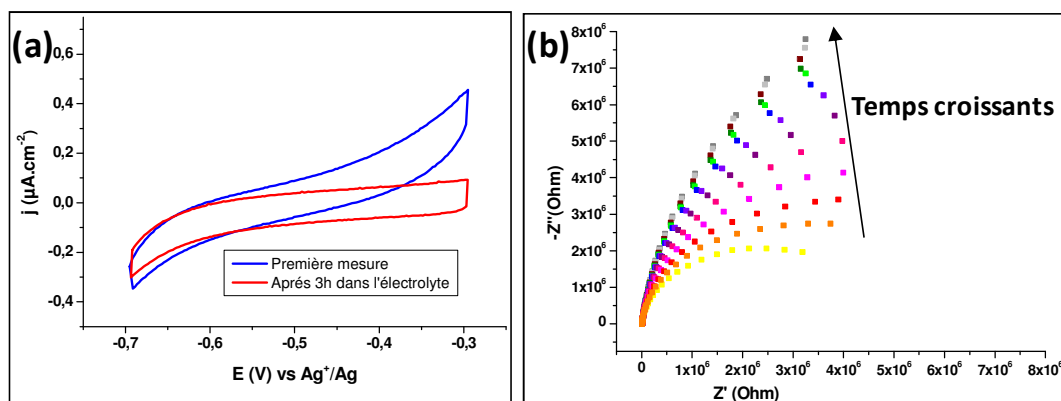 (a)
0,6
0,4
0,2
0,0
-0,2
-0,4
j (µA.cm⁻²)
Première mesure
Aprés 3h dans l'électrolyte
-0,7
-0,6
-0,5
-0,4
-0,3
E (V) vs Ag⁺/Ag
(b)
8x10⁶
7x10⁶
6x10⁶
5x10⁶
4x10⁶
3x10⁶
2x10⁶
1x10⁶
0
-Z''(Ohm)
Temps croissants
0
1x10⁶
2x10⁶
3x10⁶
4x10⁶
5x10⁶
6x10⁶
7x10⁶
8x10⁶
Z' (Ohm)